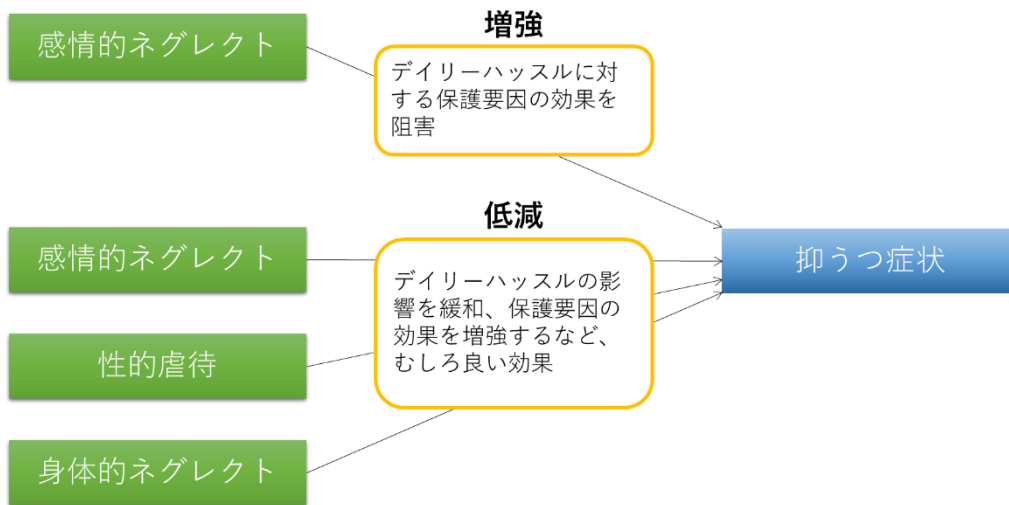 増強
感情的ネグレクト
デイリーハッスルに対
する保護要因の効果を
阻害
低減
感情的ネグレクト
デイリーハッスルの影
響を緩和、保護要因の
効果を増強するなど、
むしろ良い効果
抑うつ症状
性的虐待
身体的ネグレクト